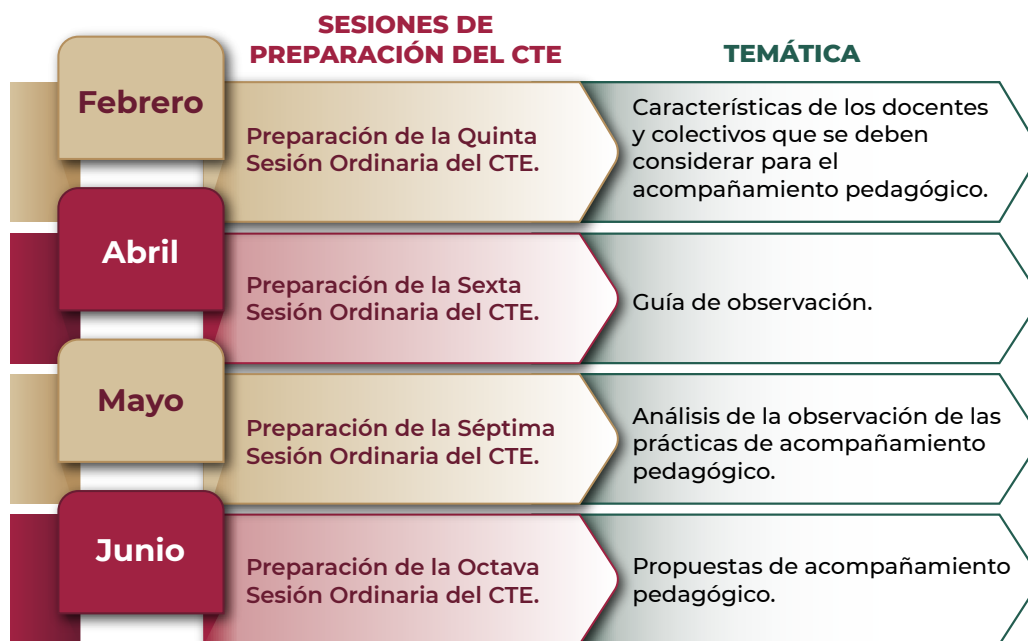 SESIONES DE
PREPARACIÓN DEL CTE
TEMÁTICA
Febrero
Preparación de la Quinta
Sesión Ordinaria del CTE.
Características de los docentes
y colectivos que se deben
considerar para el
acompañamiento pedagógico.
Abril
Preparación de la Sexta
Sesión Ordinaria del CTE.
Guía de observación.
Mayo
Preparación de la Séptima
Sesión Ordinaria del CTE.
Análisis de la observación de las
prácticas de acompañamiento
pedagógico.
Junio
Preparación de la Octava
Sesión Ordinaria del CTE.
Propuestas de acompañamiento
pedagógico.